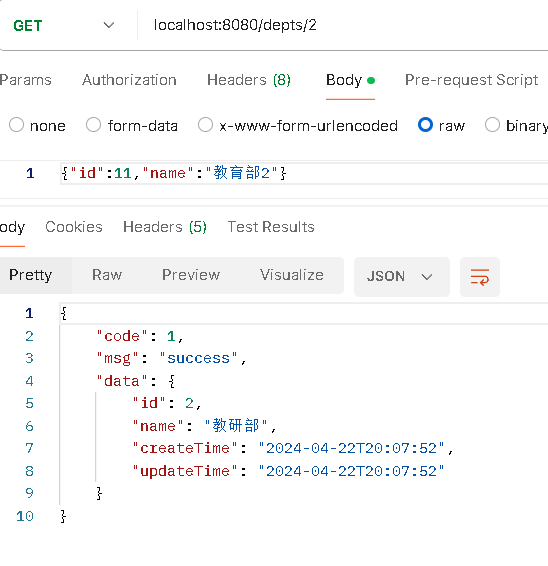 GET localhost:8080/depts/2
Params Authorization Headers (8) Body Pre-request Script
none form-data x-www-form-urlencoded raw binary
1 {"id":11,"name":"教育部2"}
ody Cookies Headers (5) Test Results
Pretty Raw Preview Visualize JSON
1 {
2 "code": 1,
3 "msg": "success",
4 "data": {
5 "id": 2,
6 "name": "教研部",
7 "createTime": "2024-04-22T20:07:52",
8 "updateTime": "2024-04-22T20:07:52"
9 }
10 }